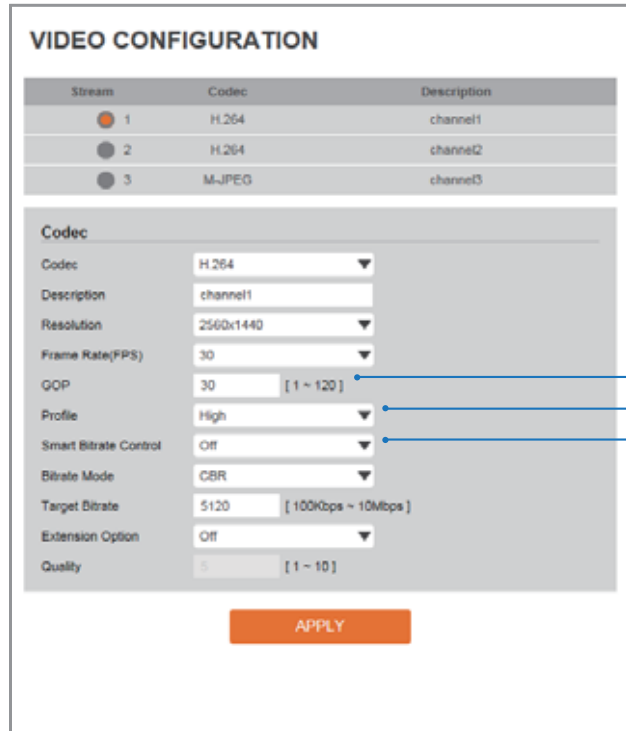 VIDEO CONFIGURATION
Stream Codec Description
1 H.264 channel1
2 H.264 channel2
3 M-JPEG channel3
Codec
Codec H.264
Description channel1
Resolution 2560x1440
Frame Rate(FPS) 30
GOP 30 [ 1 ~ 120 ]
Profile High
Smart Bitrate Control Off
Bitrate Mode CBR
Target Bitrate 5120 [ 100Kbps ~ 10Mbps ]
Extension Option Off
Quality 5 [ 1 ~ 10 ]
APPLY